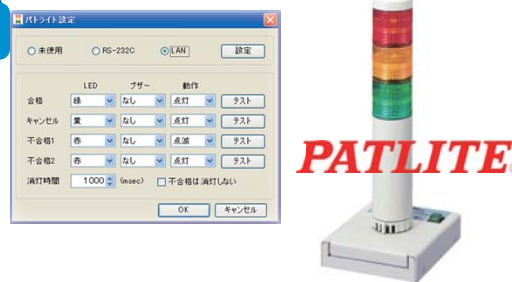 パトライト設定
未使用 RS-232C LAN 設定
LED ブザー 動作
合格 緑 なし 点灯 テスト
キャンセル 黄 なし 点灯 テスト
不合格1 赤 なし 点滅 テスト
不合格2 赤 なし 点灯 テスト
消灯時間 1000 (msec) 不合格は消灯しない
OK キャンセル
PATLITE